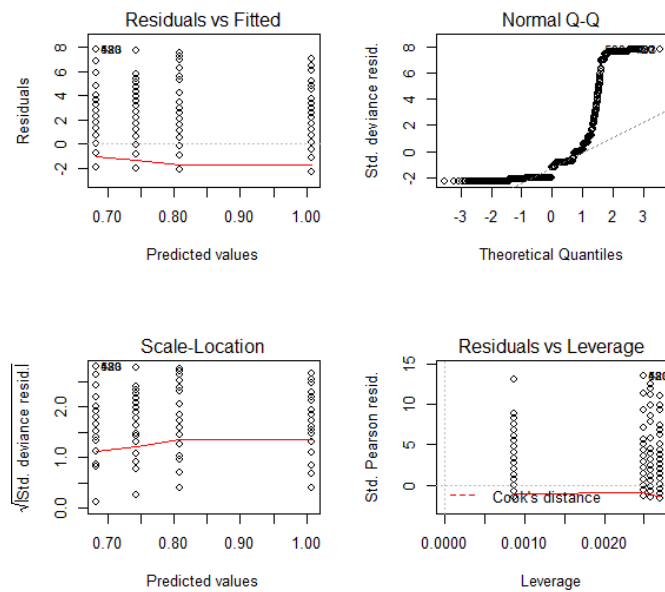 Residuals vs Fitted
Residuals
8
6
4
2
0
-2
0.70 0.80 0.90 1.00
Predicted values
Normal Q-Q
Std. deviance resid.
8
6
4
2
0
-2
-3 -2 -1 0 1 2 3
Theoretical Quantiles
Scale-Location
√|Std. deviance resid.|
2.0
1.0
0.0
0.70 0.80 0.90 1.00
Predicted values
Residuals vs Leverage
Std. Pearson resid.
15
10
5
0
Cook's distance
0.0000 0.0010 0.0020
Leverage